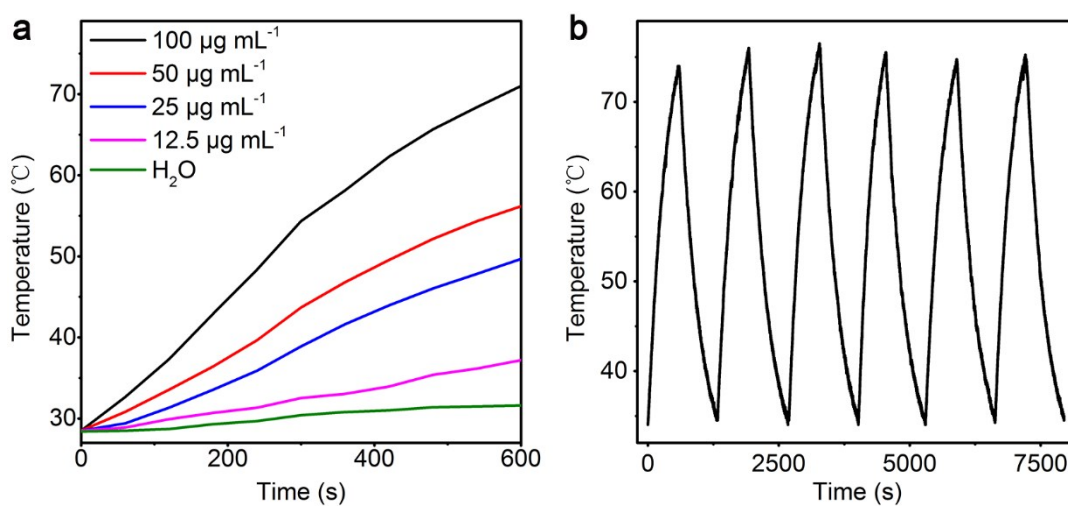 a
100 µg mL⁻¹
50 µg mL⁻¹
25 µg mL⁻¹
12.5 µg mL⁻¹
H₂O
Temperature (℃)
70
60
50
40
30
0
200
400
600
Time (s)
b
Temperature (℃)
70
60
50
40
0
2500
5000
7500
Time (s)